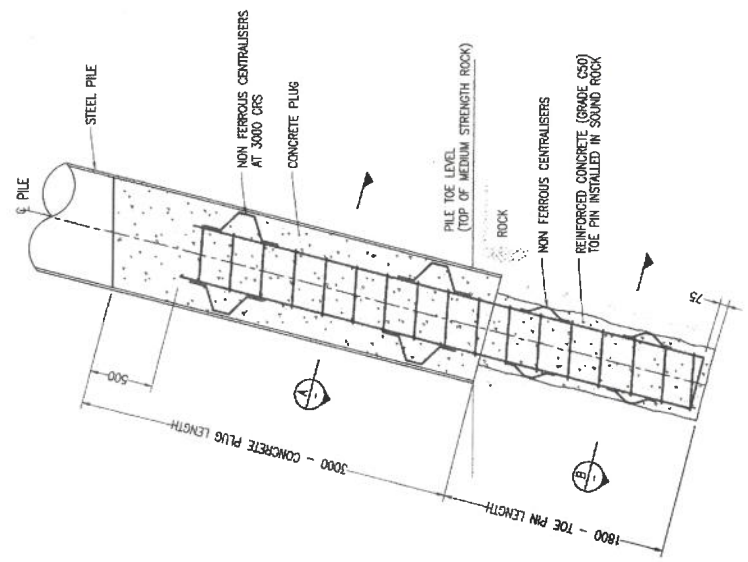 ℄ PILE
STEEL PILE
NON FERROUS CENTRALISERS
AT 3000 CRS
CONCRETE PLUG
PILE TOE LEVEL
(TOP OF MEDIUM STRENGTH ROCK)
ROCK
NON FERROUS CENTRALISERS
REINFORCED CONCRETE (GRADE C50)
TOE PIN INSTALLED IN SOUND ROCK
75
500
A
-
3000 - CONCRETE PLUG LENGTH
B
-
1800 - TOE PIN LENGTH